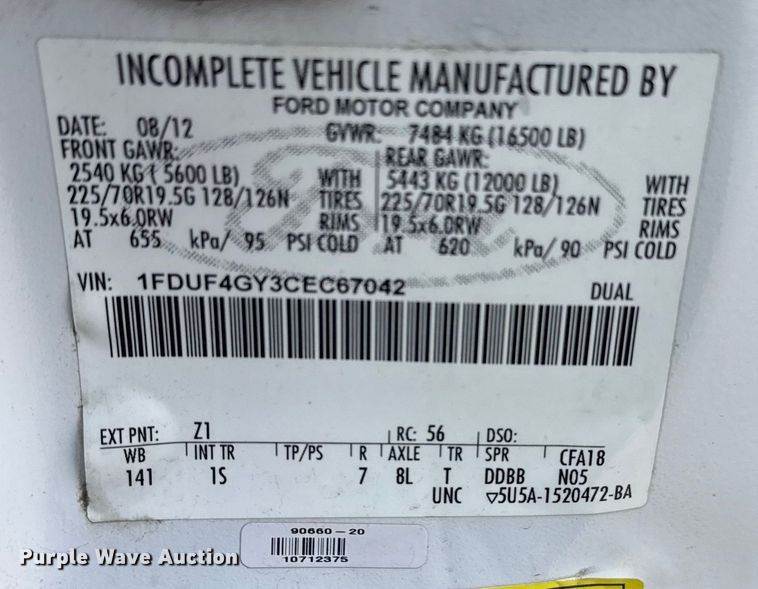 INCOMPLETE VEHICLE MANUFACTURED BY
FORD MOTOR COMPANY
DATE: 08/12 GVWR: 7484 KG (16500 LB)
FRONT GAWR: REAR GAWR:
2540 KG ( 5600 LB) WITH 5443 KG (12000 LB) WITH
225/70R19.5G 128/126N TIRES 225/70R19.5G 128/126N TIRES
19.5x6.0RW RIMS 19.5x6.0RW RIMS
AT 655 kPa/ 95 PSI COLD AT 620 kPa/ 90 PSI COLD
VIN: 1FDUF4GY3CEC67042 DUAL
EXT PNT: Z1 RC: 56 DSO:
WB INT TR TP/PS R AXLE TR SPR CFA18
141 1S 7 8L T DDBB N05
UNC ▽5U5A-1520472-BA
90660-20
10712375
Purple Wave Auction